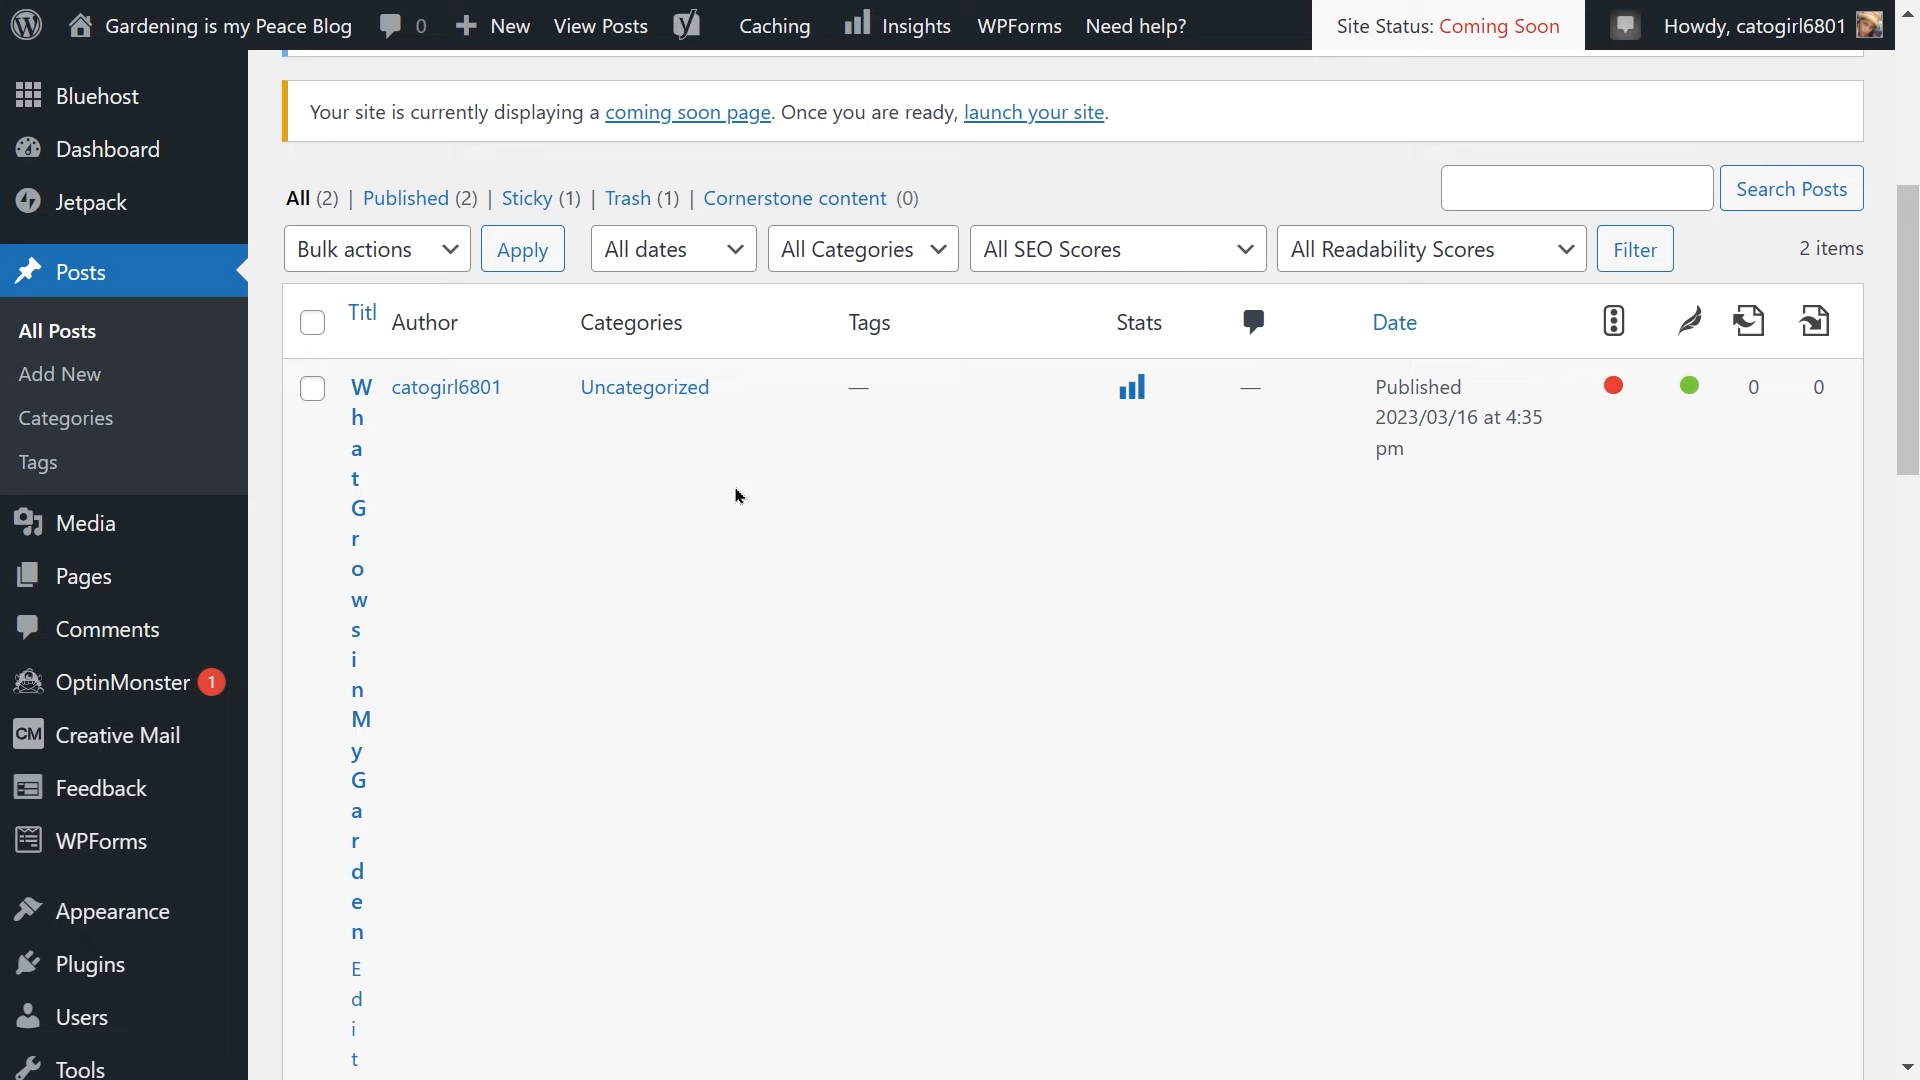 Gardening is my Peace Blog 0 New View Posts Caching Insights WPForms Need help? Site Status: Coming Soon Howdy, catogirl6801
Bluehost
Dashboard
Jetpack
Posts
All Posts
Add New
Categories
Tags
Media
Pages
Comments
OptinMonster 1
CM Creative Mail
Feedback
WPForms
Appearance
Plugins
Users
Tools
Your site is currently displaying a coming soon page. Once you are ready, launch your site.
All (2) | Published (2) | Sticky (1) | Trash (1) | Cornerstone content (0)
Search Posts
Bulk actions Apply All dates All Categories All SEO Scores All Readability Scores Filter 2 items
Titl Author Categories Tags Stats Date
W catogirl6801 Uncategorized — — Published 0 0
h 2023/03/16 at 4:35
a pm
t
G
r
o
w
s
i
n
M
y
G
a
r
d
e
n
E
d
i
t